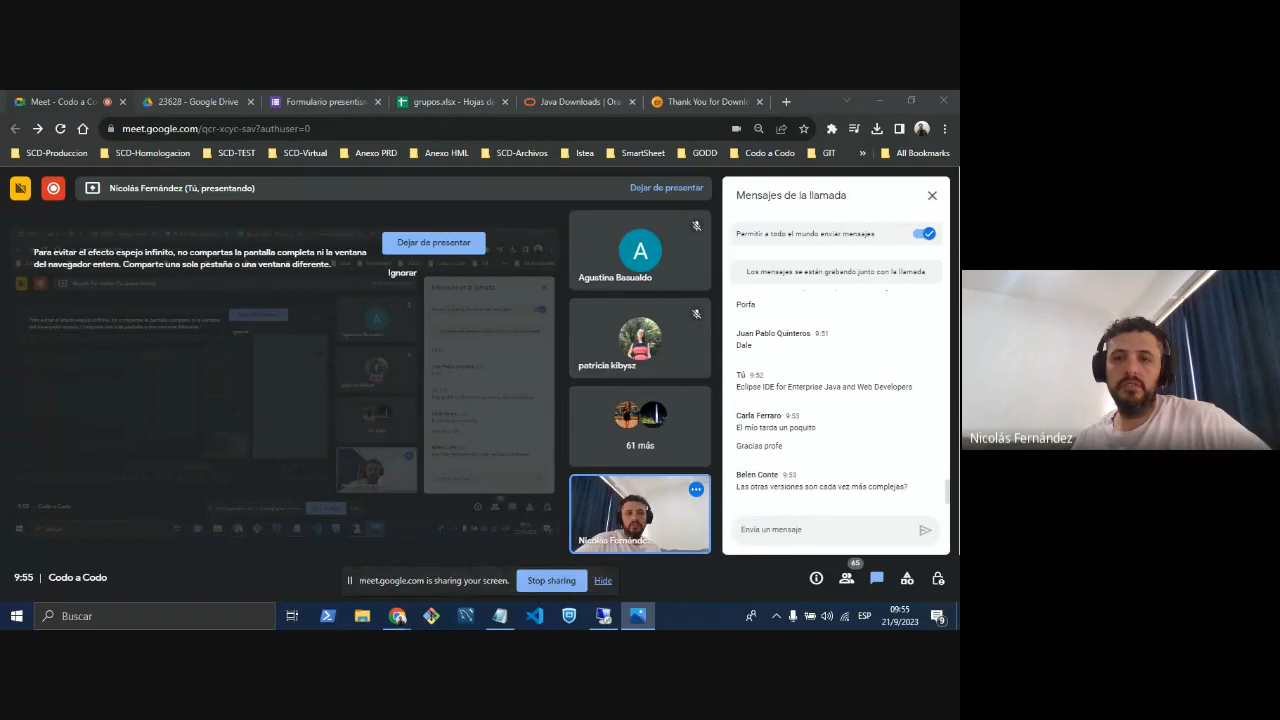 Meet - Codo a Co
23628 - Google Drive
Formulario presentism
grupos.xlsx - Hojas de
Java Downloads | Ora
Thank You for Downlo
meet.google.com/qcr-xcyc-sav?authuser=0
SCD-Produccion
SCD-Homologacion
SCD-TEST
SCD-Virtual
Anexo PRD
Anexo HML
SCD-Archivos
Istea
SmartSheet
GODD
Codo a Codo
GIT
»
All Bookmarks
Nicolás Fernández (Tú, presentando)
Dejar de presentar
Para evitar el efecto espejo infinito, no compartas la pantalla completa ni la ventana
del navegador entera. Comparte una sola pestaña o una ventana diferente.
Dejar de presentar
Ignorar
A
Agustina Basualdo
patricia kibysz
61 más
Nicolás Fernández
Mensajes de la llamada
Permitir a todo el mundo enviar mensajes
Los mensajes se están grabando junto con la llamada
Porfa
Juan Pablo Quinteros 9:51
Dale
Tú 9:52
Eclipse IDE for Enterprise Java and Web Developers
Carla Ferraro 9:53
El mío tarda un poquito
Gracias profe
Belen Conte 9:53
Las otras versiones son cada vez más complejas?
Envía un mensaje
9:55 | Codo a Codo
meet.google.com is sharing your screen.
Stop sharing
Hide
65
Buscar
ESP
09:55
21/9/2023
9
Nicolás Fernández